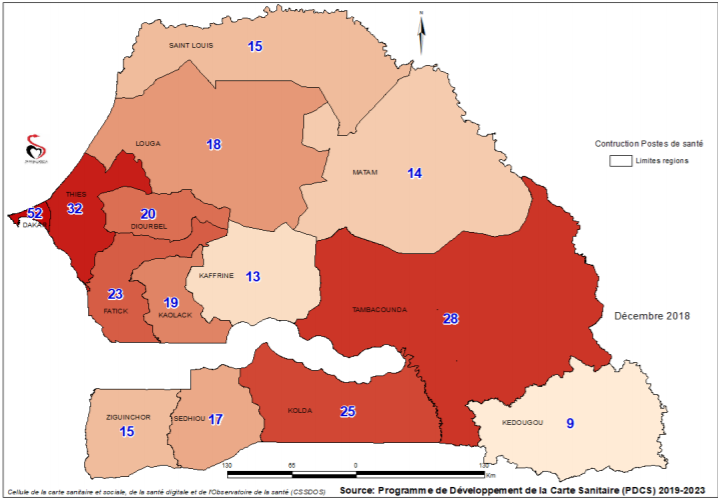 N
SAINT LOUIS
15
LOUGA
18
MATAM
14
Contruction Postes de santé
Limites regions
THIES
32
52
DAKAR
20
DIOURBEL
KAFFRINE
13
23
FATICK
19
KAOLACK
TAMBACOUNDA
28
Décembre 2018
ZIGUINCHOR
15
SEDHIOU
17
KOLDA
25
KEDOUGOU
9
130 65 0 130
Km
Cellule de la carte sanitaire et sociale, de la santé digitale et de l'Observatoire de la santé (CSSDOS)
Source: Programme de Développement de la Carte Sanitaire (PDCS) 2019-2023